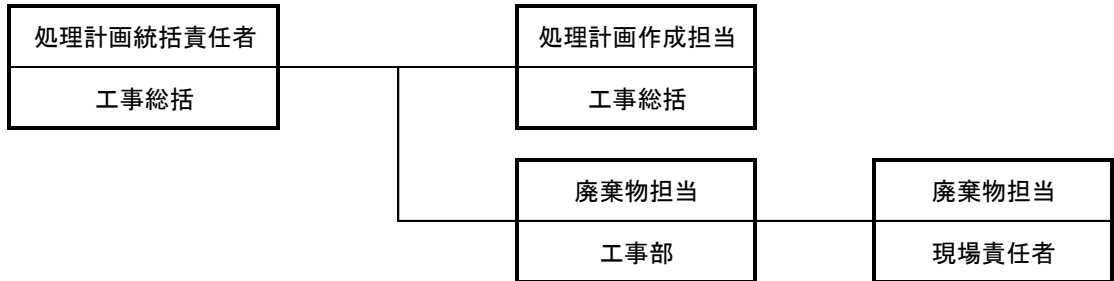 処理計画統括責任者
工事総括
処理計画作成担当
工事総括
廃棄物担当
工事部
廃棄物担当
現場責任者